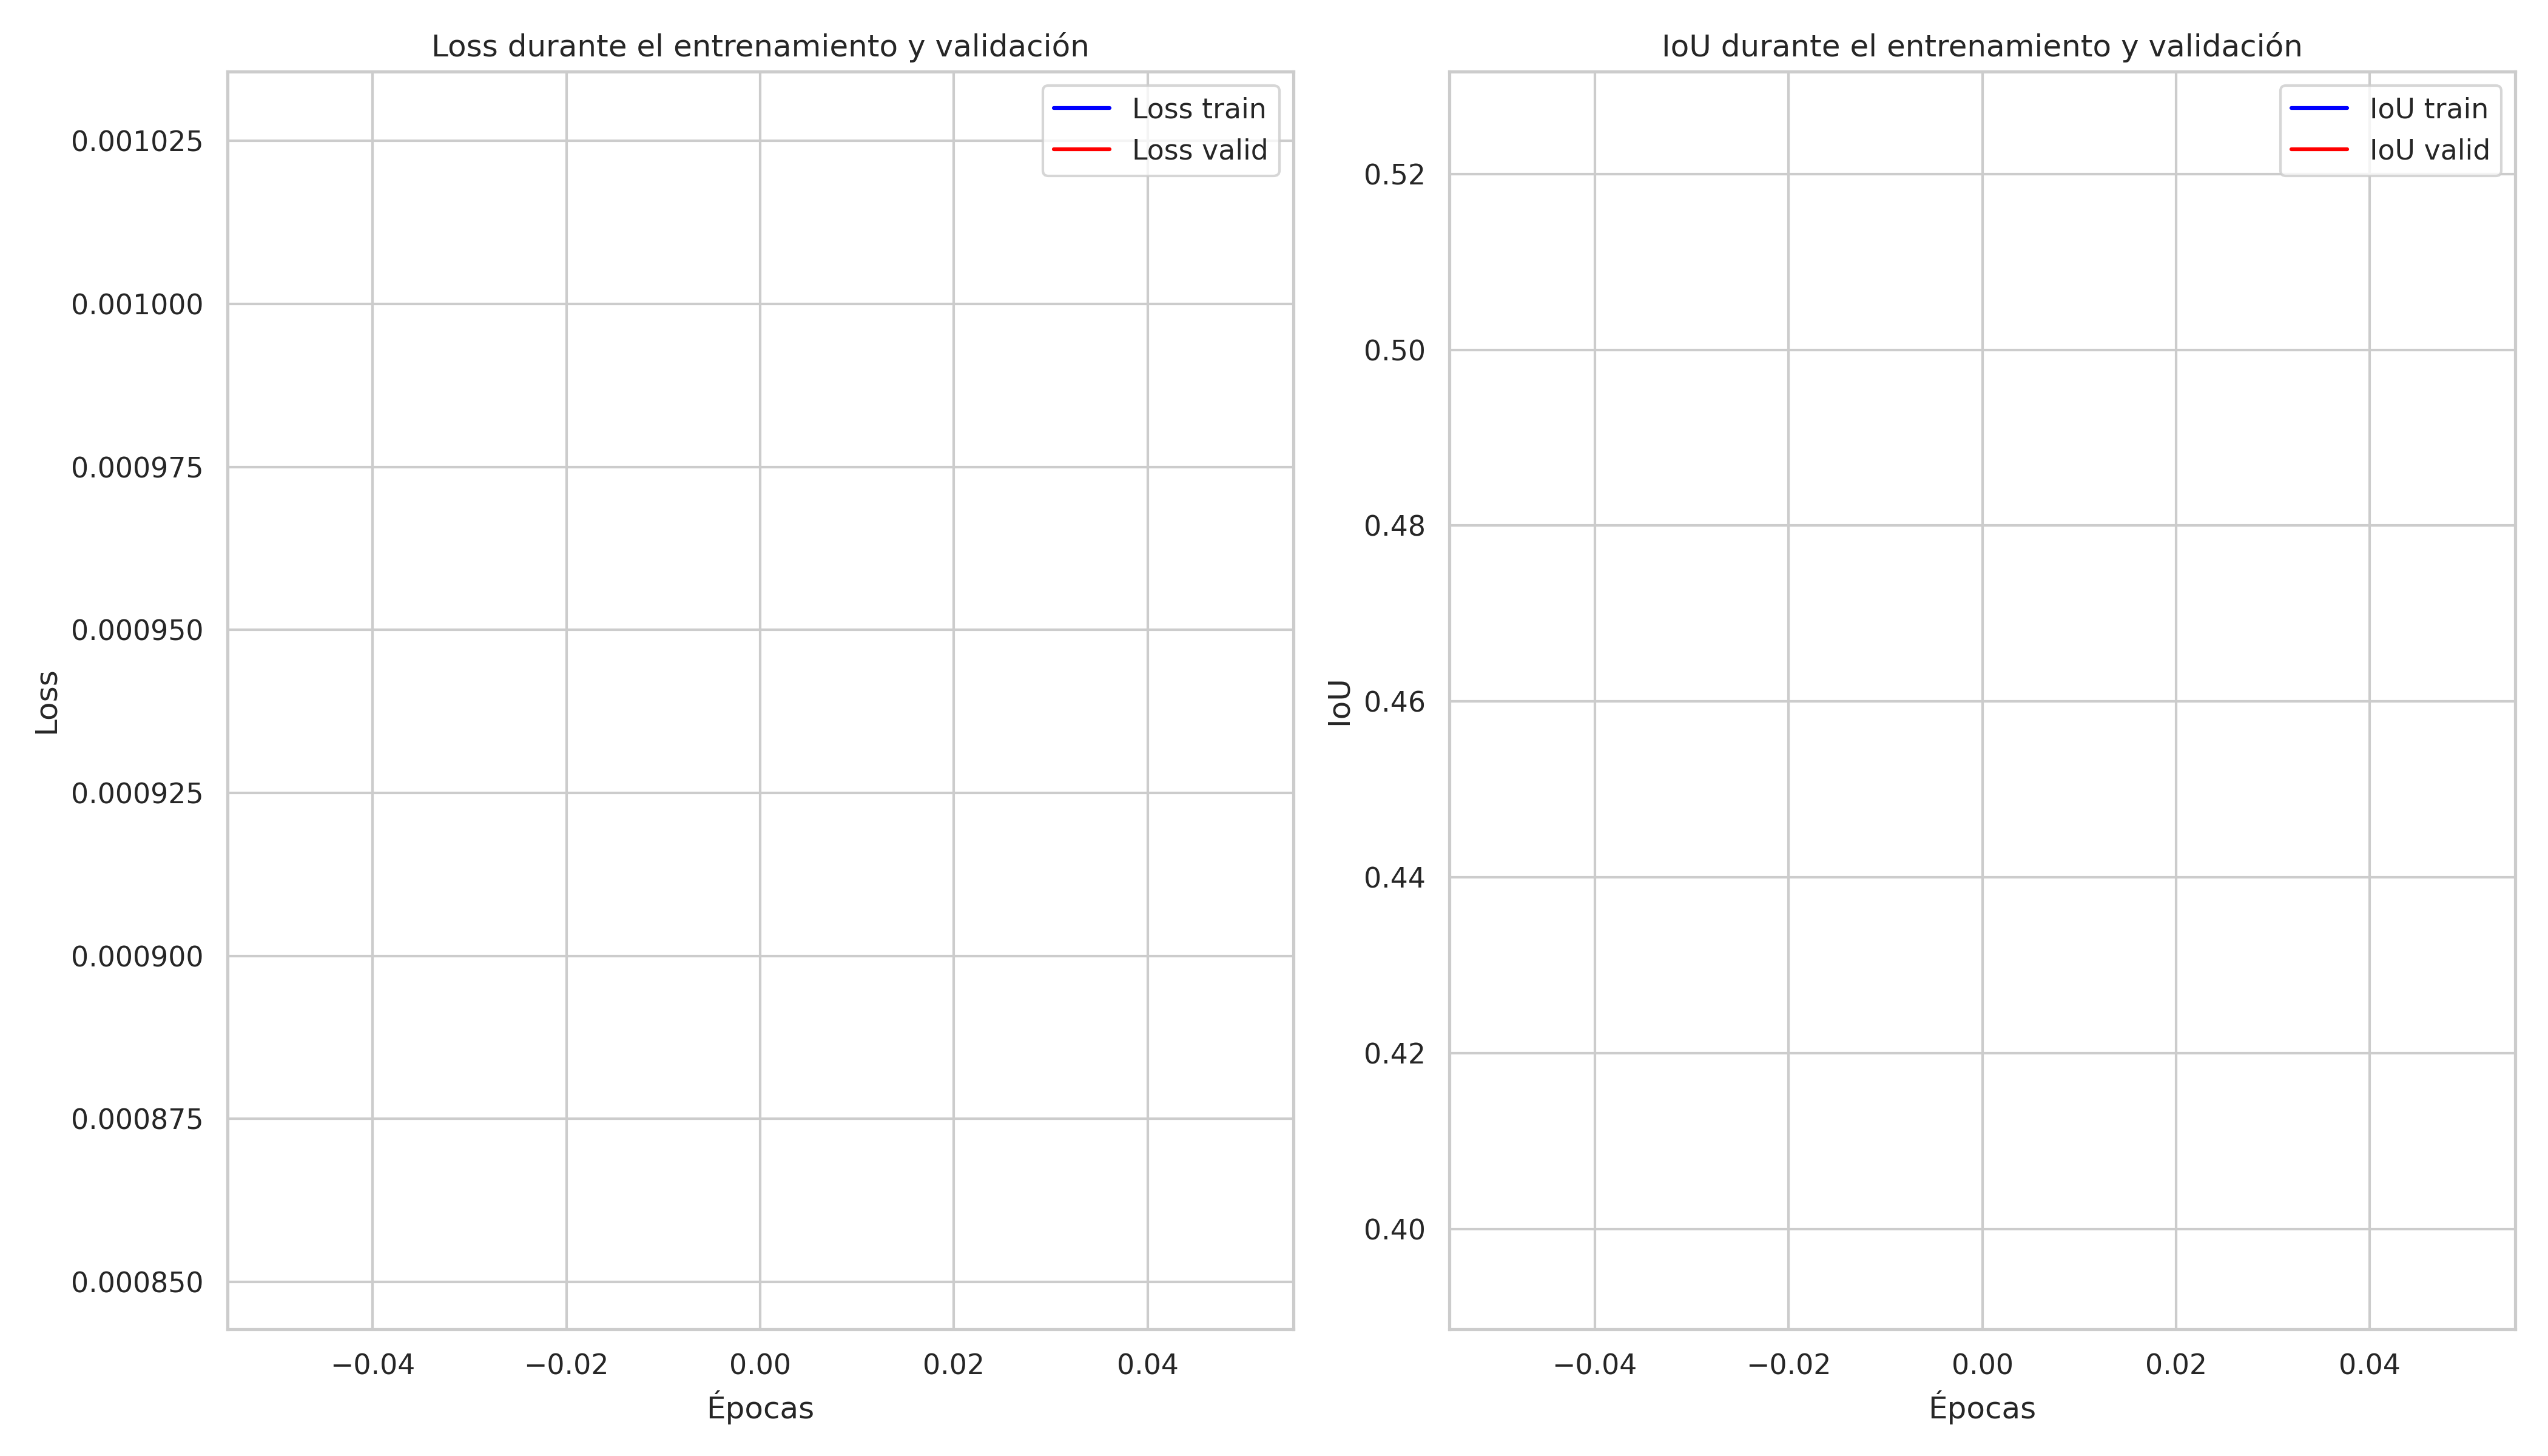 Loss durante el entrenamiento y validación
Loss train
Loss valid
0.001025
0.001000
0.000975
0.000950
0.000925
0.000900
0.000875
0.000850
Loss
−0.04
−0.02
0.00
0.02
0.04
Épocas
IoU durante el entrenamiento y validación
IoU train
IoU valid
0.52
0.50
0.48
0.46
0.44
0.42
0.40
IoU
−0.04
−0.02
0.00
0.02
0.04
Épocas